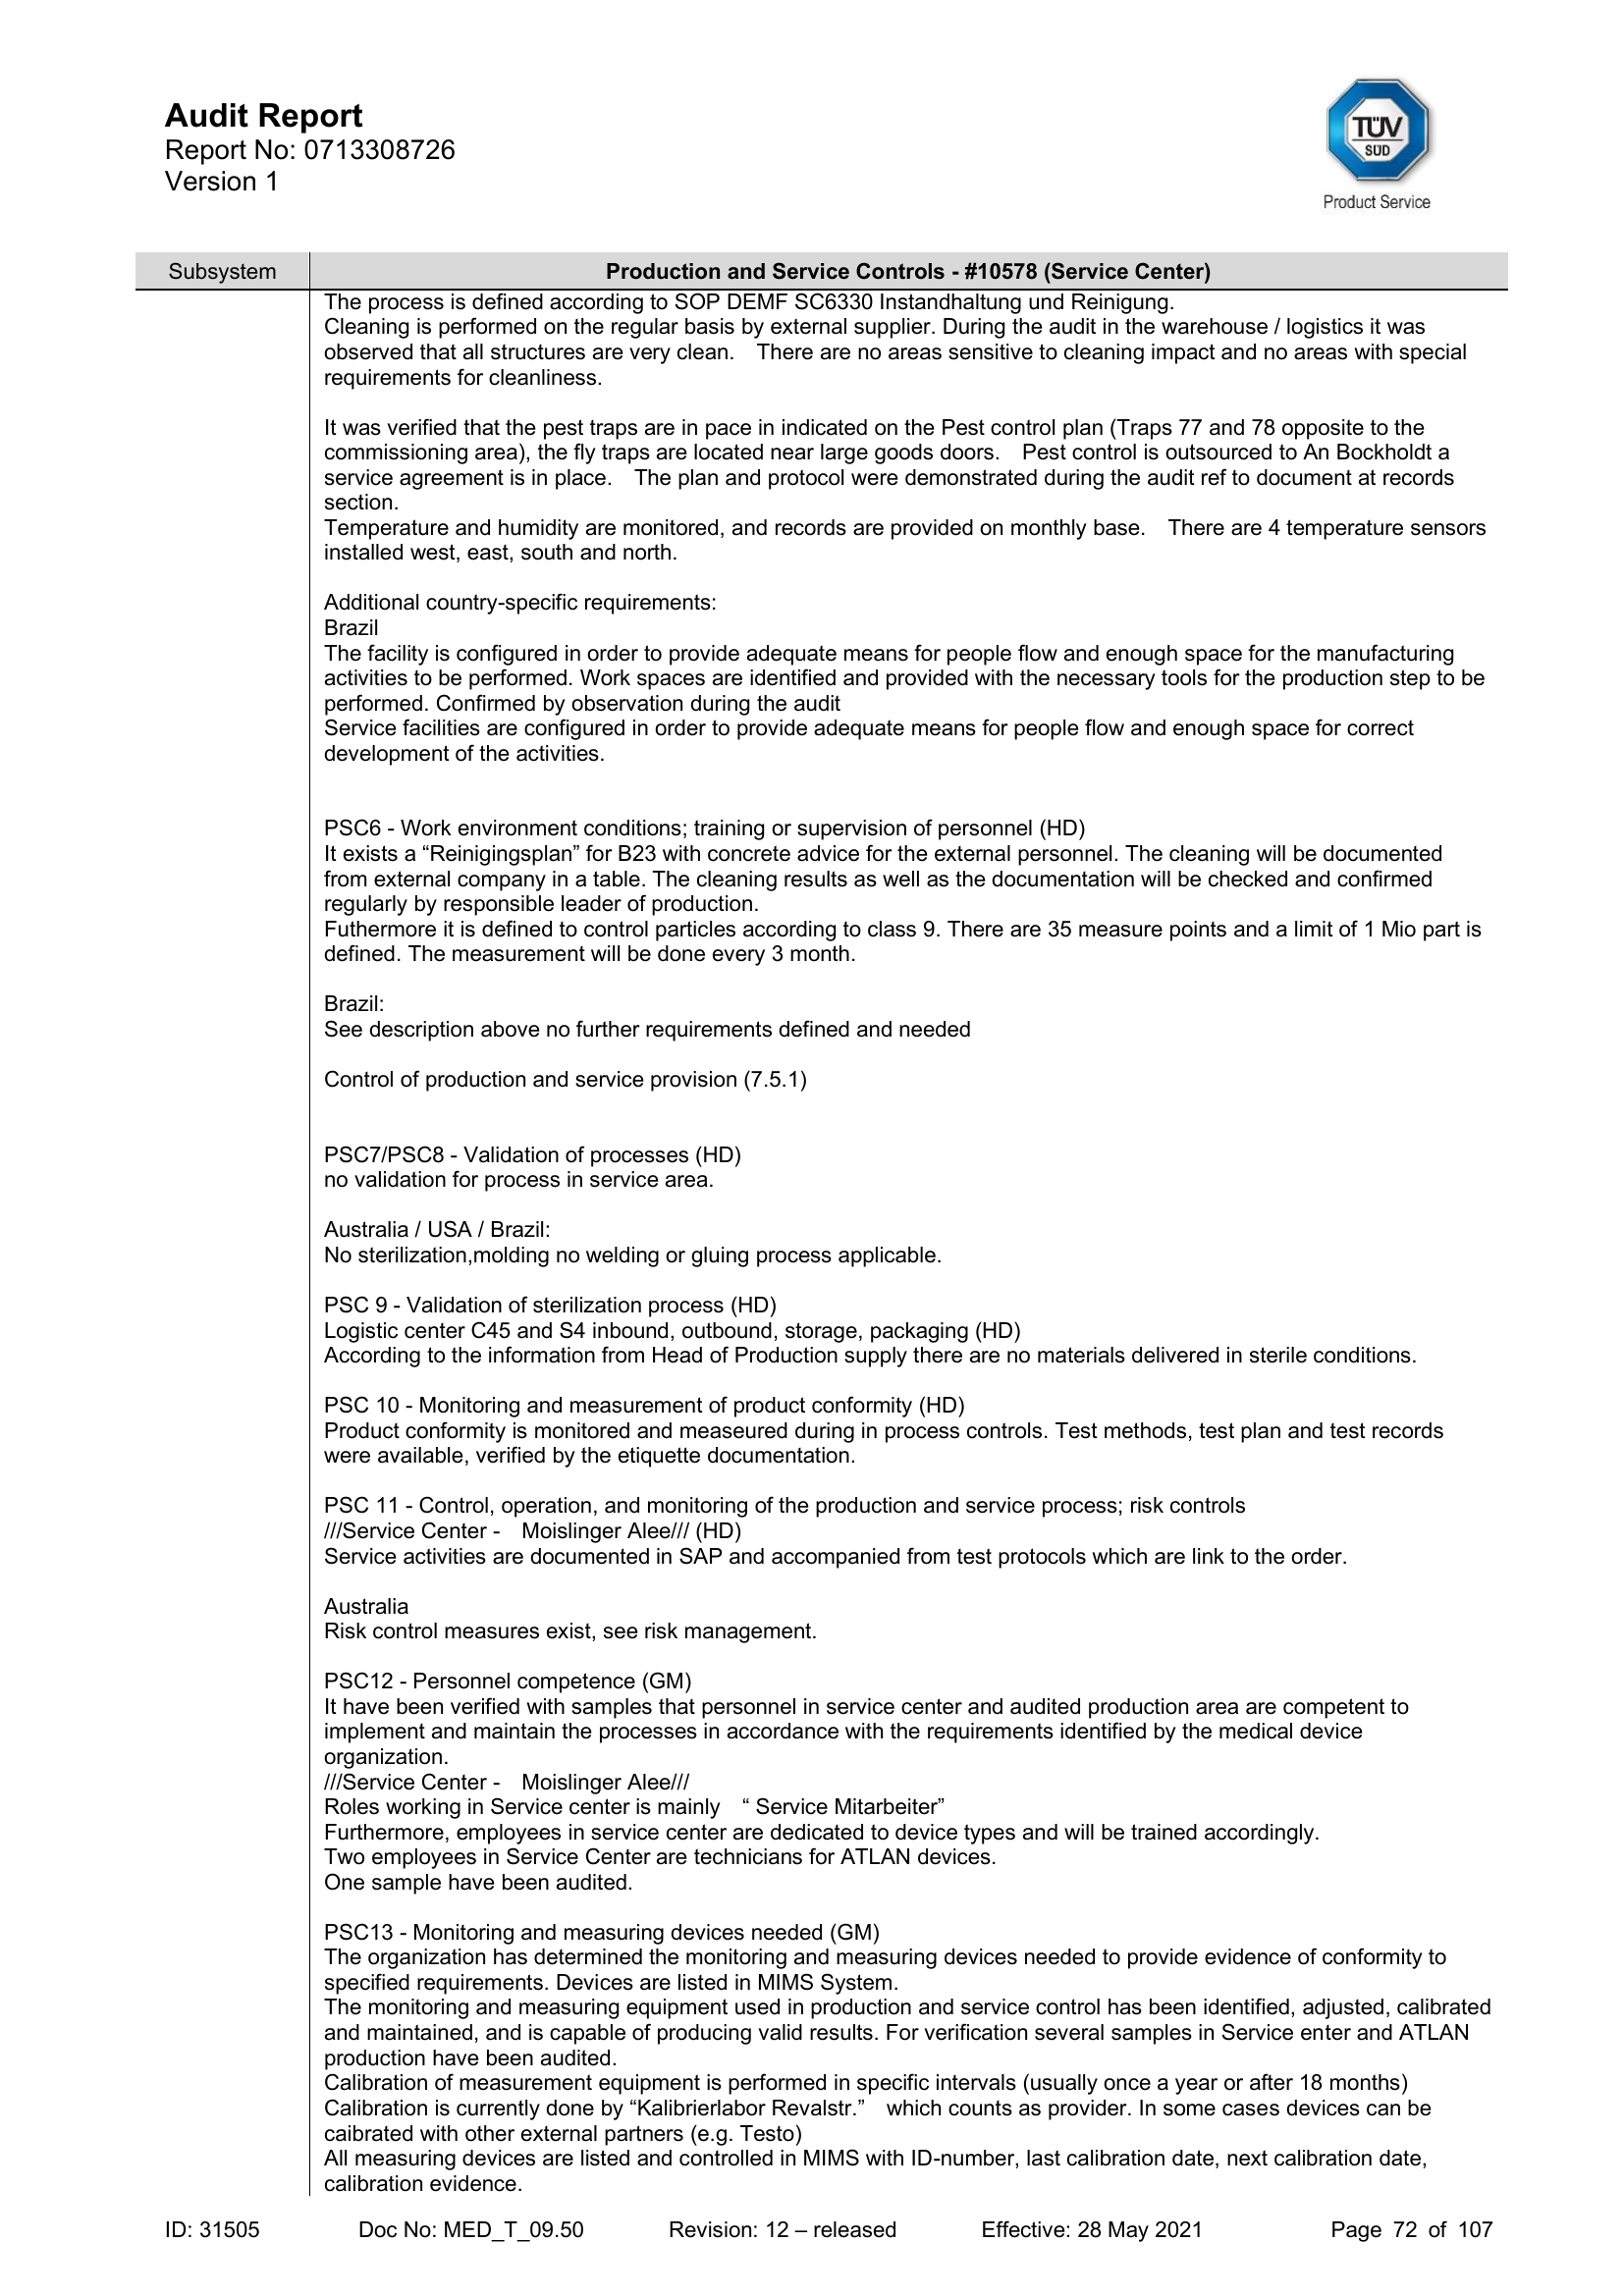 Audit Report
Report No: 0713308726
Version 1
TÜV
SÜD
Product Service
Subsystem
Production and Service Controls - #10578 (Service Center)
The process is defined according to SOP DEMF SC6330 Instandhaltung und Reinigung.
Cleaning is performed on the regular basis by external supplier. During the audit in the warehouse / logistics it was
observed that all structures are very clean. There are no areas sensitive to cleaning impact and no areas with special
requirements for cleanliness.
It was verified that the pest traps are in pace in indicated on the Pest control plan (Traps 77 and 78 opposite to the
commissioning area), the fly traps are located near large goods doors. Pest control is outsourced to An Bockholdt a
service agreement is in place. The plan and protocol were demonstrated during the audit ref to document at records
section.
Temperature and humidity are monitored, and records are provided on monthly base. There are 4 temperature sensors
installed west, east, south and north.
Additional country-specific requirements:
Brazil
The facility is configured in order to provide adequate means for people flow and enough space for the manufacturing
activities to be performed. Work spaces are identified and provided with the necessary tools for the production step to be
performed. Confirmed by observation during the audit
Service facilities are configured in order to provide adequate means for people flow and enough space for correct
development of the activities.
PSC6 - Work environment conditions; training or supervision of personnel (HD)
It exists a “Reinigingsplan” for B23 with concrete advice for the external personnel. The cleaning will be documented
from external company in a table. The cleaning results as well as the documentation will be checked and confirmed
regularly by responsible leader of production.
Futhermore it is defined to control particles according to class 9. There are 35 measure points and a limit of 1 Mio part is
defined. The measurement will be done every 3 month.
Brazil:
See description above no further requirements defined and needed
Control of production and service provision (7.5.1)
PSC7/PSC8 - Validation of processes (HD)
no validation for process in service area.
Australia / USA / Brazil:
No sterilization,molding no welding or gluing process applicable.
PSC 9 - Validation of sterilization process (HD)
Logistic center C45 and S4 inbound, outbound, storage, packaging (HD)
According to the information from Head of Production supply there are no materials delivered in sterile conditions.
PSC 10 - Monitoring and measurement of product conformity (HD)
Product conformity is monitored and measeured during in process controls. Test methods, test plan and test records
were available, verified by the etiquette documentation.
PSC 11 - Control, operation, and monitoring of the production and service process; risk controls
///Service Center - Moislinger Alee/// (HD)
Service activities are documented in SAP and accompanied from test protocols which are link to the order.
Australia
Risk control measures exist, see risk management.
PSC12 - Personnel competence (GM)
It have been verified with samples that personnel in service center and audited production area are competent to
implement and maintain the processes in accordance with the requirements identified by the medical device
organization.
///Service Center - Moislinger Alee///
Roles working in Service center is mainly “ Service Mitarbeiter”
Furthermore, employees in service center are dedicated to device types and will be trained accordingly.
Two employees in Service Center are technicians for ATLAN devices.
One sample have been audited.
PSC13 - Monitoring and measuring devices needed (GM)
The organization has determined the monitoring and measuring devices needed to provide evidence of conformity to
specified requirements. Devices are listed in MIMS System.
The monitoring and measuring equipment used in production and service control has been identified, adjusted, calibrated
and maintained, and is capable of producing valid results. For verification several samples in Service enter and ATLAN
production have been audited.
Calibration of measurement equipment is performed in specific intervals (usually once a year or after 18 months)
Calibration is currently done by “Kalibrierlabor Revalstr.” which counts as provider. In some cases devices can be
caibrated with other external partners (e.g. Testo)
All measuring devices are listed and controlled in MIMS with ID-number, last calibration date, next calibration date,
calibration evidence.
ID: 31505 Doc No: MED_T_09.50 Revision: 12 – released Effective: 28 May 2021 Page 72 of 107